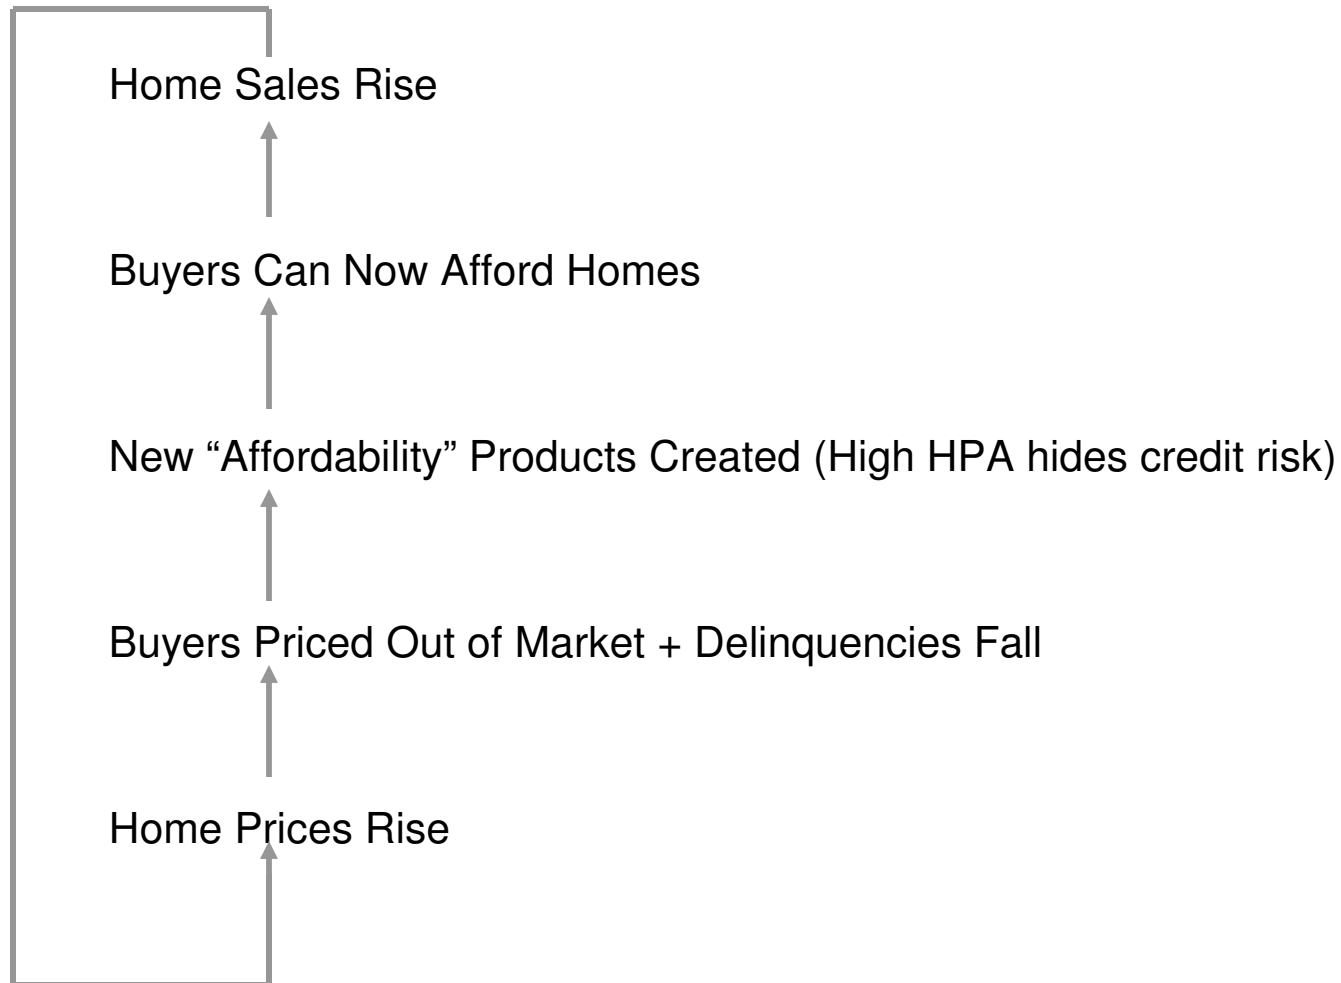 Home Sales Rise
Buyers Can Now Afford Homes
New “Affordability” Products Created (High HPA hides credit risk)
Buyers Priced Out of Market + Delinquencies Fall
Home Prices Rise